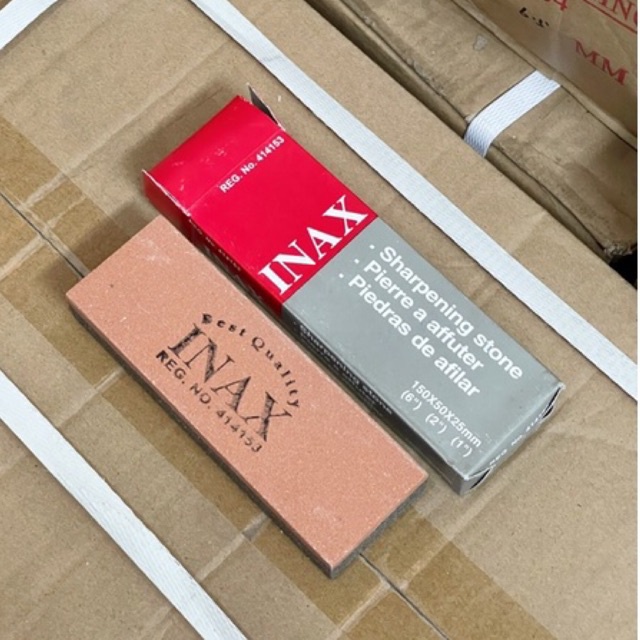 REG. No. 414153
INAX
· Sharpening stone
· Pierre a affuter
· Piedras de afilar
150X50X25mm
(6") (2") (1")
Best Quality
INAX
REG. NO. 414153
MM